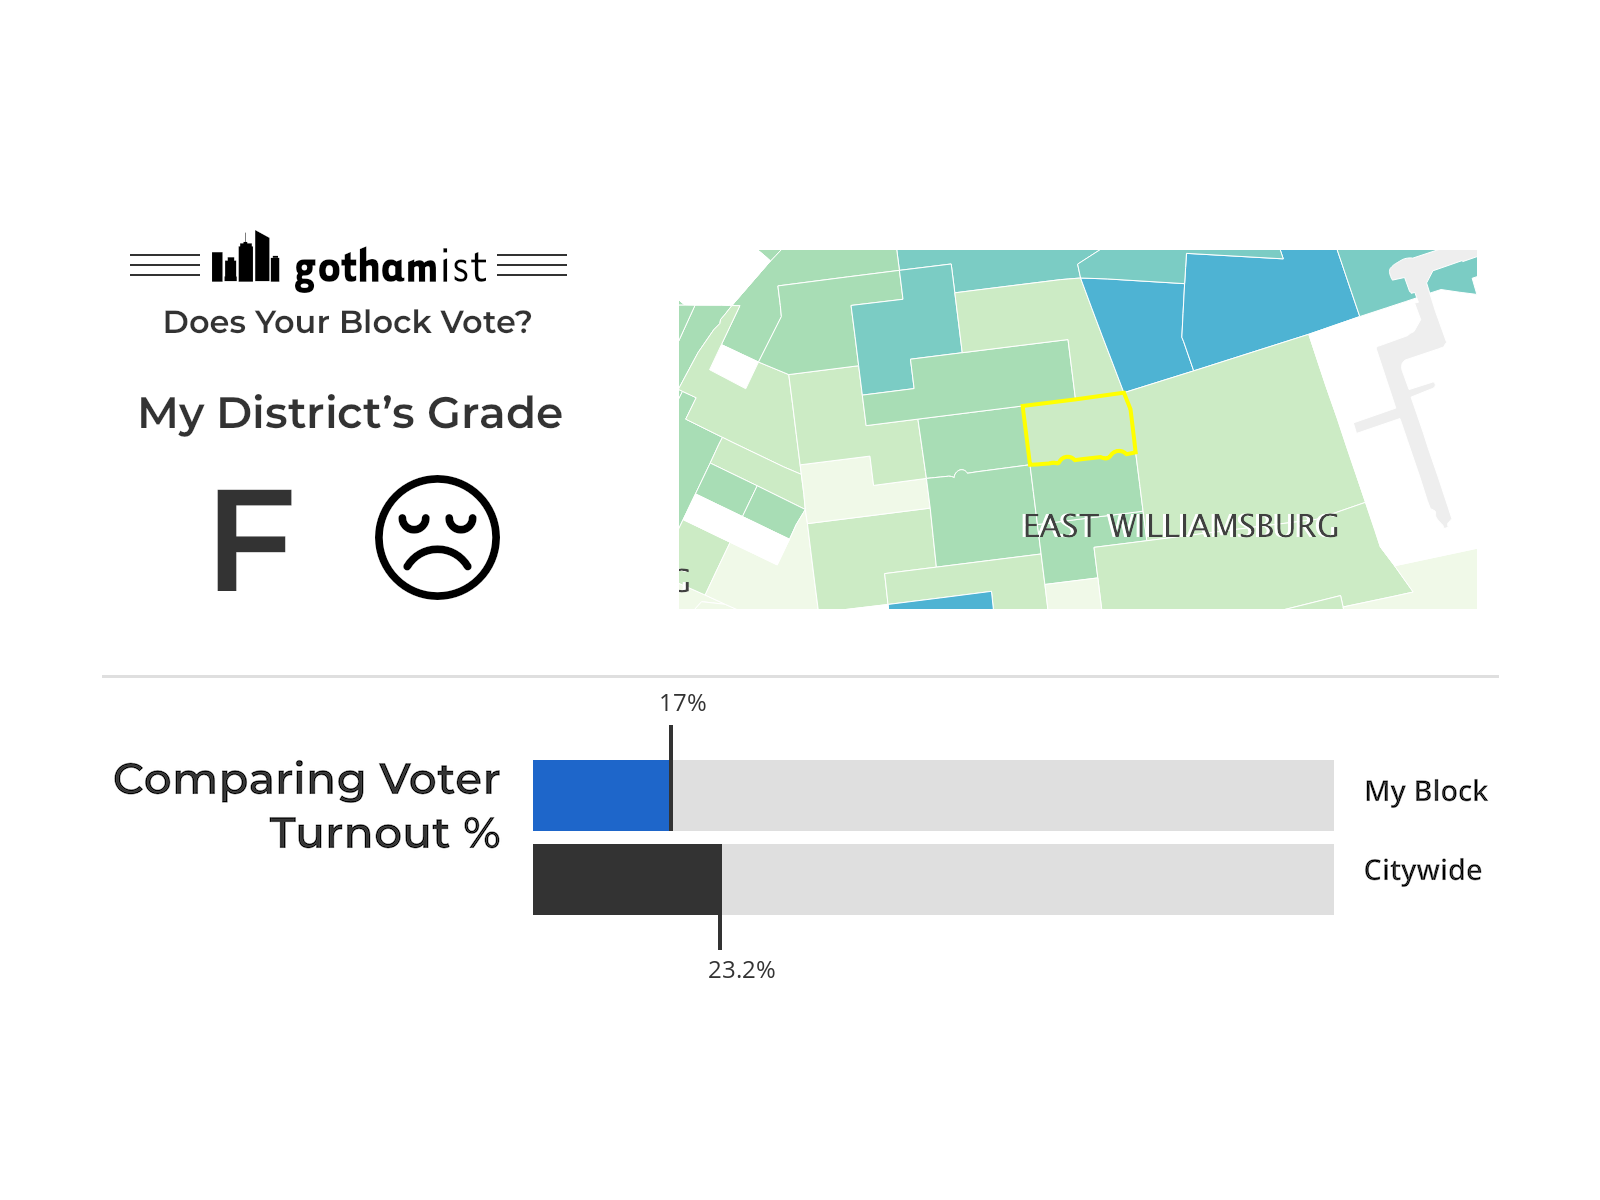 gothamist
Does Your Block Vote?
My District’s Grade
F
EAST WILLIAMSBURG
G
17%
Comparing Voter
Turnout %
My Block
Citywide
23.2%